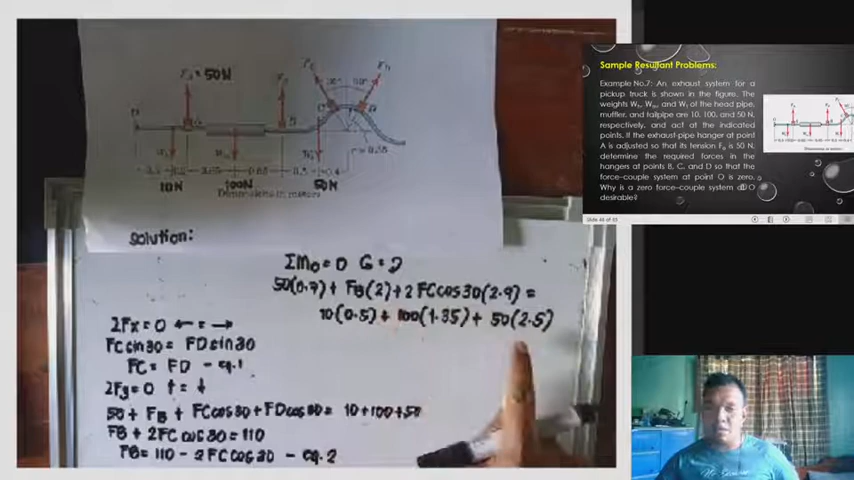 FA = 50N
10N
100N
50N
Dimensions in meters
Solution:
ΣMo = 0
50(0.7) + FB(2) + 2FCcos30(2.9) =
10(0.5) + 100(1.35) + 50(2.5)
ΣFx = 0 ← = →
FCsin30 = FDsin30
FC = FD - eq.1
ΣFy = 0 ↑ = ↓
50 + FB + FCcos30 + FDcos30 = 10+100+50
FB + 2FCcos30 = 110
FB = 110 - 2FCcos30 - eq.2
Sample Resultant Problems:
Example No.7: An exhaust system for a
pickup truck is shown in the figure. The
weights Wh, Wm, and Wt of the head pipe,
muffler, and tailpipe are 10, 100, and 50 N,
respectively, and act at the indicated
points. If the exhaust-pipe hanger at point
A is adjusted so that its tension FA is 50 N,
determine the required forces in the
hangers at points B, C, and D so that the
force-couple system at point O is zero.
Why is a zero force-couple system at O
desirable?